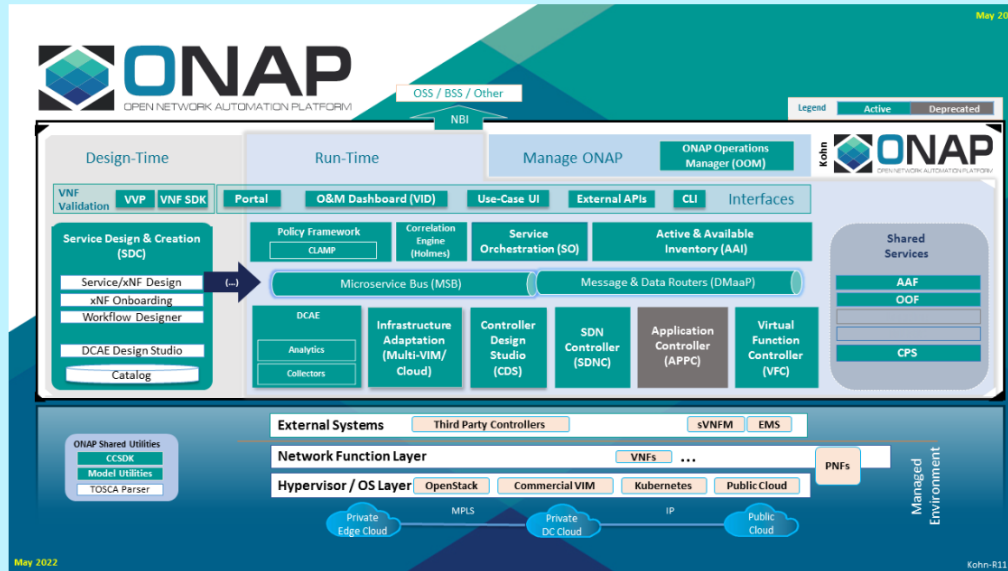 May 20
ONAP
OPEN NETWORK AUTOMATION PLATFORM
OSS / BSS / Other
NBI
Legend
Active
Deprecated
Design-Time
Run-Time
Manage ONAP
ONAP Operations
Manager (OOM)
Kohn
ONAP
OPEN NETWORK AUTOMATION PLATFORM
VNF
Validation
VVP
VNF SDK
Portal
O&M Dashboard (VID)
Use-Case UI
External APIs
CLI
Interfaces
Service Design & Creation
(SDC)
Service/xNF Design
xNF Onboarding
Workflow Designer
DCAE Design Studio
Catalog
(...)
Policy Framework
CLAMP
Correlation
Engine
(Holmes)
Service
Orchestration (SO)
Active & Available
Inventory (AAI)
Microservice Bus (MSB)
Message & Data Routers (DMaaP)
DCAE
Analytics
Collectors
Infrastructure
Adaptation
(Multi-VIM/
Cloud)
Controller
Design
Studio
(CDS)
SDN
Controller
(SDNC)
Application
Controller
(APPC)
Virtual
Function
Controller
(VFC)
Shared
Services
AAF
OOF
CPS
ONAP Shared Utilities
CCSDK
Model Utilities
TOSCA Parser
External Systems
Third Party Controllers
sVNFM
EMS
Network Function Layer
VNFs
...
PNFs
Hypervisor / OS Layer
OpenStack
Commercial VIM
Kubernetes
Public Cloud
Private
Edge Cloud
MPLS
Private
DC Cloud
IP
Public
Cloud
Managed
Environment
May 2022
Kohn-R11